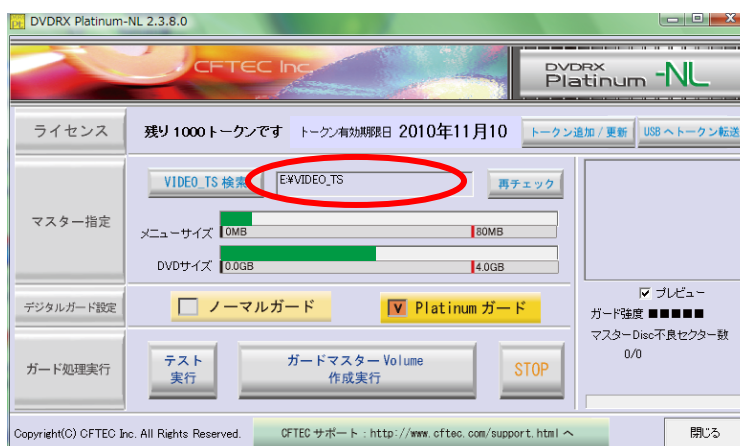 DVDRX Platinum-NL 2.3.8.0
CFTEC Inc.
DVDRX
Platinum -NL
ライセンス
残り 1000トークンです トークン有効期限日 2010年11月10 トークン追加 / 更新 USB へトークン転送
マスター指定
VIDEO_TS 検索 E:¥VIDEO_TS 再チェック
メニューサイズ 0MB 80MB
DVDサイズ 0.0GB 4.0GB
プレビュー
デジタルガード設定 ノーマルガード V Platinum ガード
ガード強度 ■■■■■
マスターDisc不良セクター数
0/0
ガード処理実行
テスト
実行
ガードマスター Volume
作成実行
STOP
Copyright(C) CFTEC Inc. All Rights Reserved. CFTEC サポート : http://www.cftec.com/support.html へ 閉じる